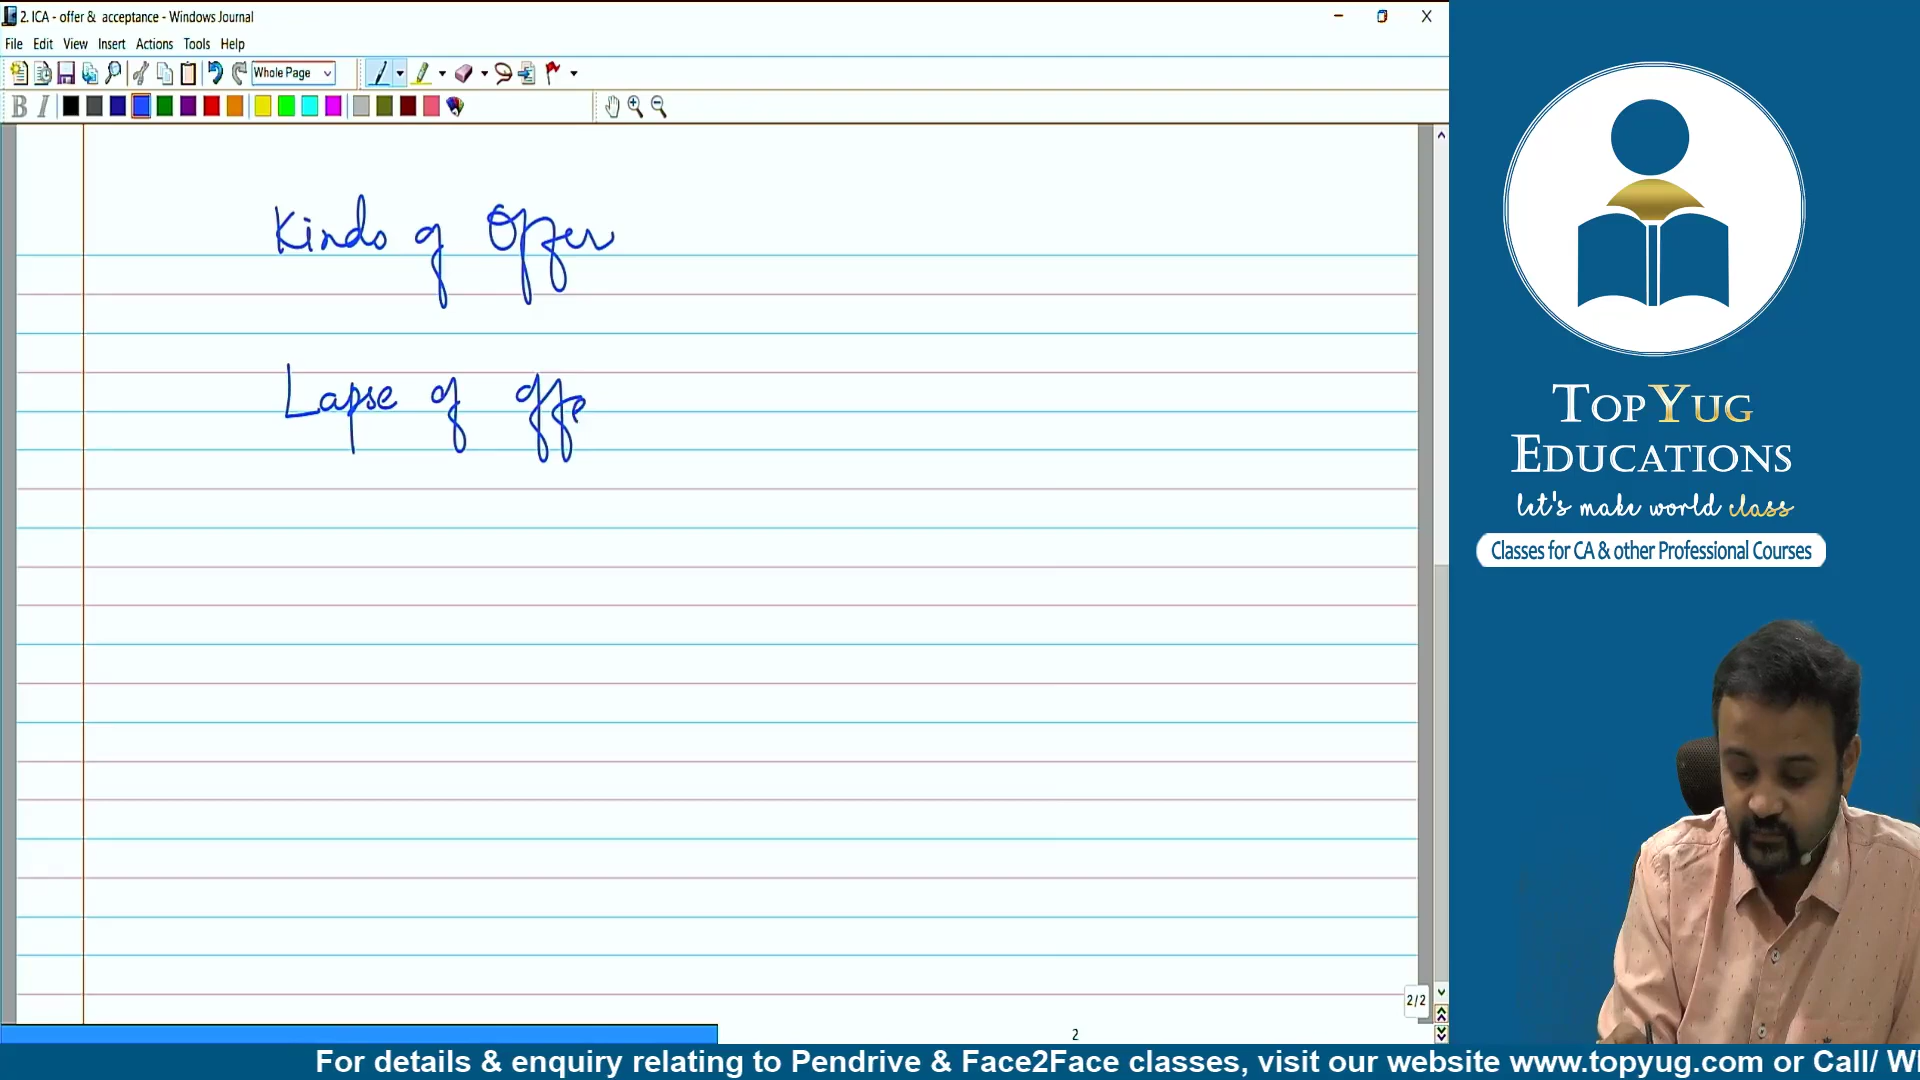 2. ICA - offer & acceptance - Windows Journal
File Edit View Insert Actions Tools Help
Whole Page
B I
Kinds of Offer
Lapse of offe
2/2
2
TOPYUG
EDUCATIONS
let's make world class
Classes for CA & other Professional Courses
For details & enquiry relating to Pendrive & Face2Face classes, visit our website www.topyug.com or Call/ W